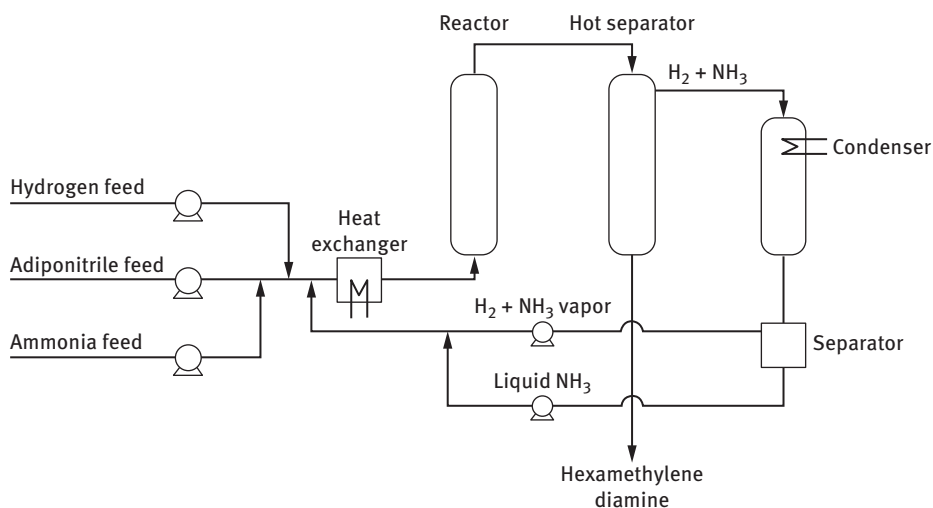 Reactor
Hot separator
H₂ + NH₃
Condenser
Hydrogen feed
Heat
exchanger
Adiponitrile feed
H₂ + NH₃ vapor
Ammonia feed
Separator
Liquid NH₃
Hexamethylene
diamine